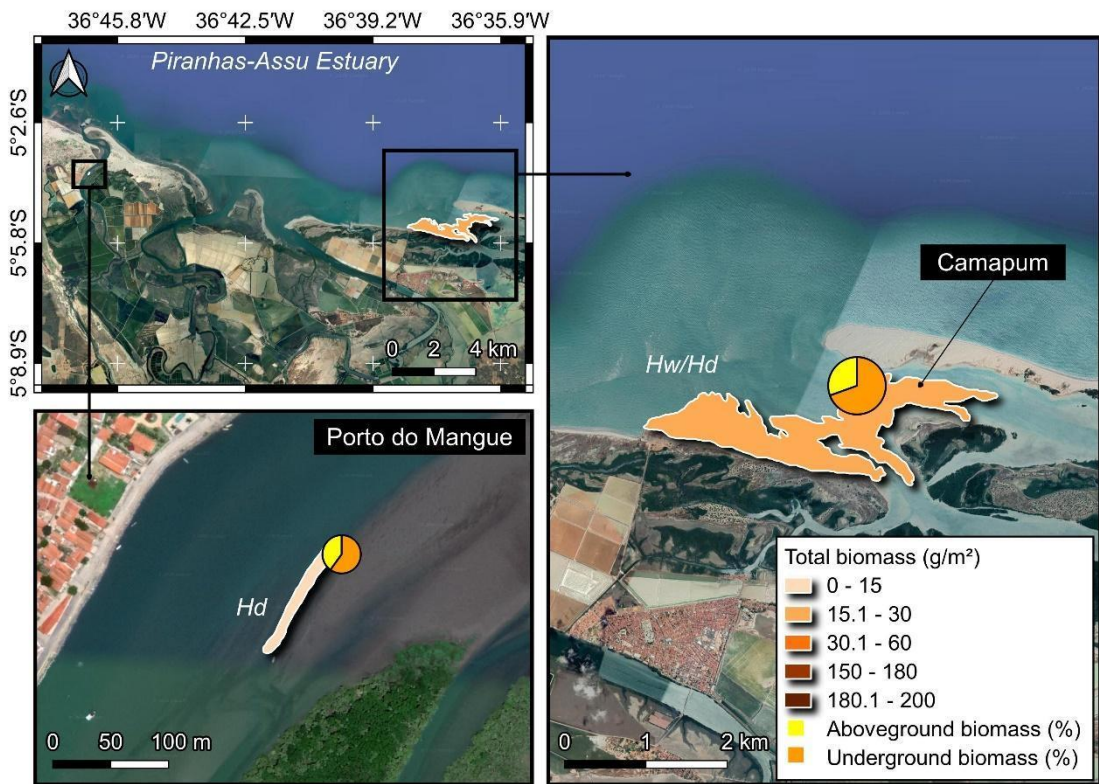 36°45.8'W 36°42.5'W 36°39.2'W 36°35.9'W
Piranhas-Assu Estuary
5°2.6'S
5°5.8'S
5°8.9'S
0 2 4 km
Porto do Mangue
Hd
0 50 100 m
Camapum
Hw/Hd
Total biomass (g/m²)
0 - 15
15.1 - 30
30.1 - 60
150 - 180
180.1 - 200
Aboveground biomass (%)
Underground biomass (%)
0 1 2 km